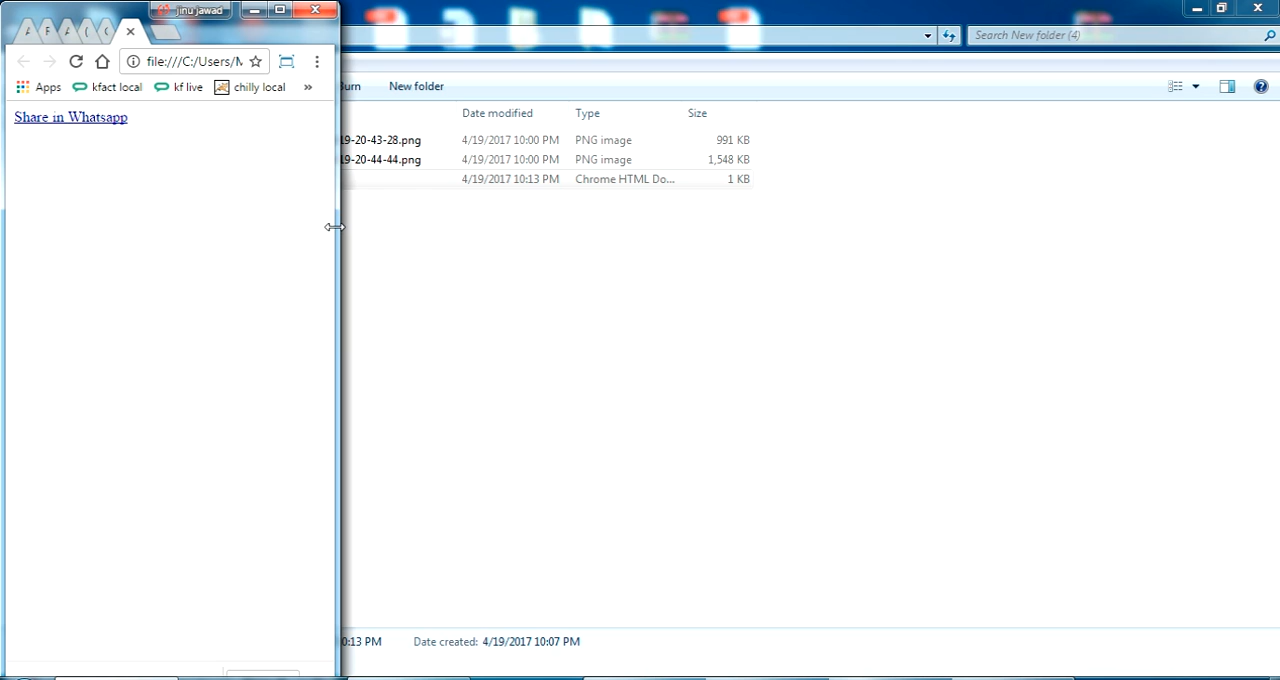 jinu jawad
file:///C:/Users/M
Search New folder (4)
Apps kfact local kf live chilly local »
New folder
Share in Whatsapp
Date modified Type Size
19-20-43-28.png 4/19/2017 10:00 PM PNG image 991 KB
19-20-44-44.png 4/19/2017 10:00 PM PNG image 1,548 KB
4/19/2017 10:13 PM Chrome HTML Do... 1 KB
0:13 PM Date created: 4/19/2017 10:07 PM